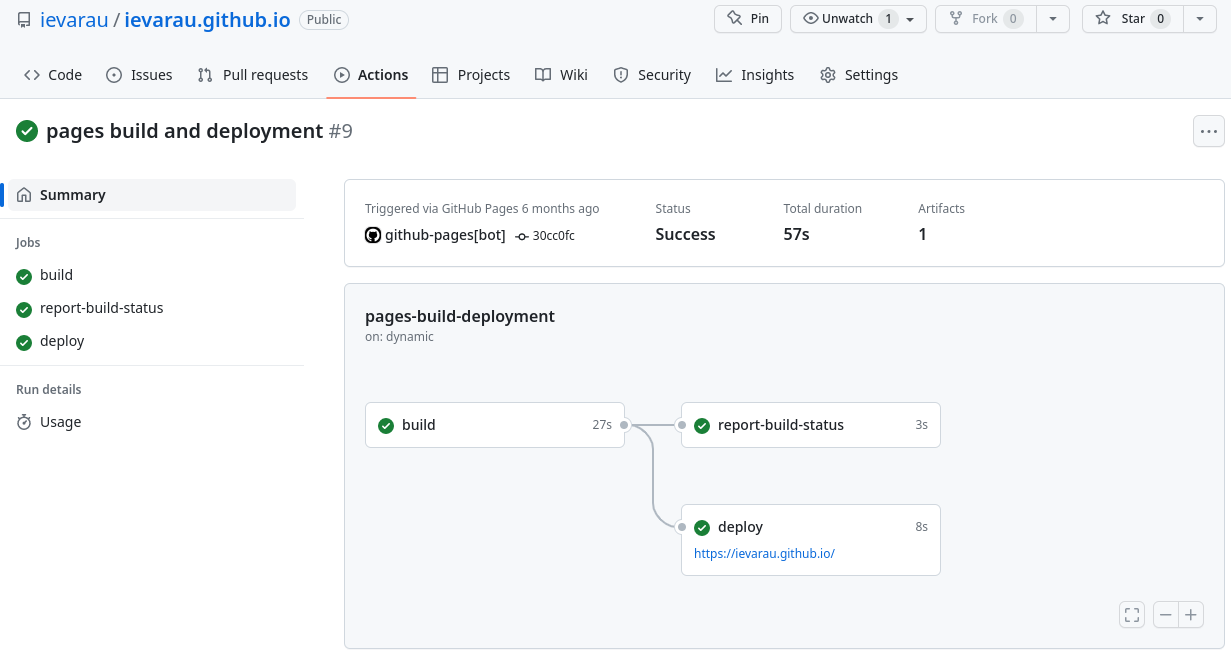 ievarau / ievarau.github.io Public Pin Unwatch 1 Fork 0 Star 0
Code Issues Pull requests Actions Projects Wiki Security Insights Settings
pages build and deployment #9
Summary
Jobs
build
report-build-status
deploy
Run details
Usage
Triggered via GitHub Pages 6 months ago Status Total duration Artifacts
github-pages[bot] 30cc0fc Success 57s 1
pages-build-deployment
on: dynamic
build 27s report-build-status 3s
deploy 8s
https://ievarau.github.io/